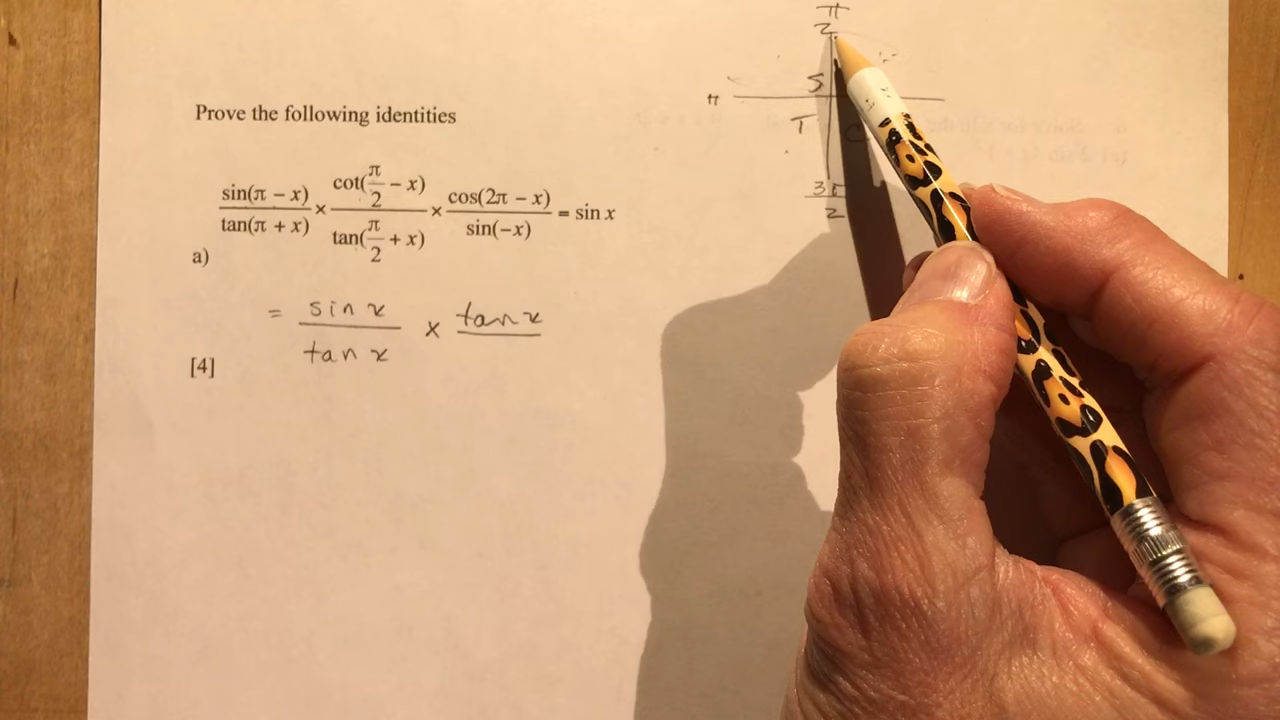 π
2
S
π
T C
3π
2
Prove the following identities
sin(π − x)/tan(π + x) × cot(π/2 − x)/tan(π/2 + x) × cos(2π − x)/sin(−x) = sin x
a)
= sin x/tan x × tan x
[4]